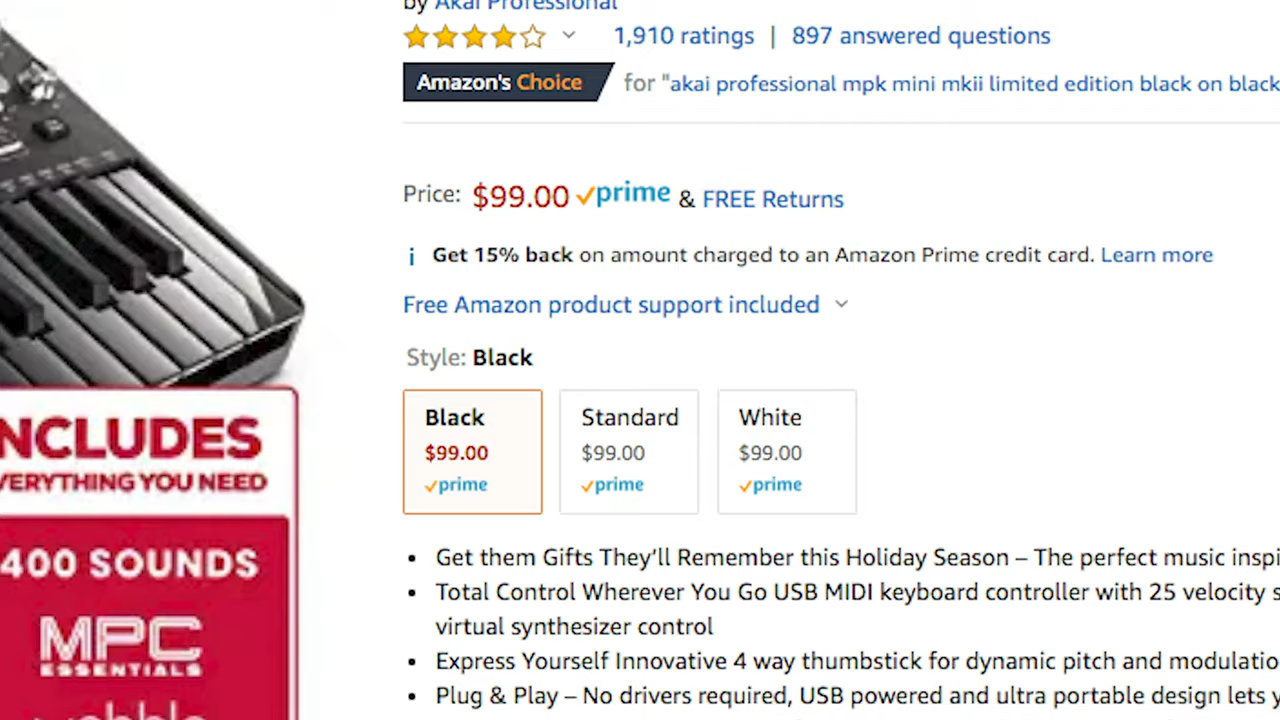 by Akai Professional
1,910 ratings | 897 answered questions
Amazon's Choice for "akai professional mpk mini mkii limited edition black on black
Price: $99.00 prime & FREE Returns
i Get 15% back on amount charged to an Amazon Prime credit card. Learn more
Free Amazon product support included
Style: Black
Black Standard White
$99.00 $99.00 $99.00
prime prime prime
NCLUDES
VERYTHING YOU NEED
400 SOUNDS
MPC
ESSENTIALS
• Get them Gifts They’ll Remember this Holiday Season – The perfect music inspi
• Total Control Wherever You Go USB MIDI keyboard controller with 25 velocity s
virtual synthesizer control
• Express Yourself Innovative 4 way thumbstick for dynamic pitch and modulatio
• Plug & Play – No drivers required, USB powered and ultra portable design lets y